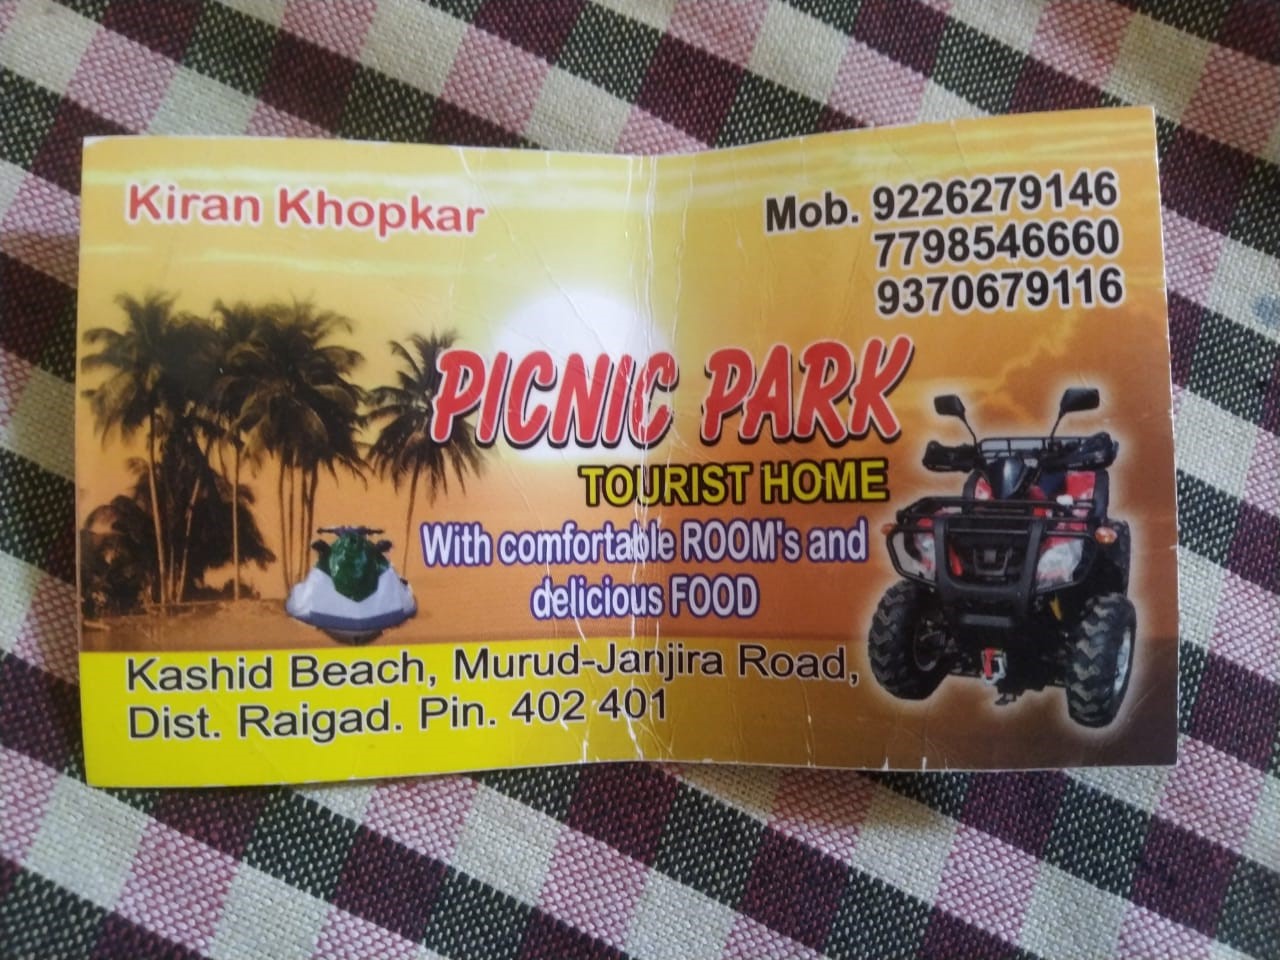 Kiran Khopkar
Mob. 9226279146
7798546660
9370679116
PICNIC PARK
TOURIST HOME
With comfortable ROOM's and
delicious FOOD
Kashid Beach, Murud-Janjira Road,
Dist. Raigad. Pin. 402 401